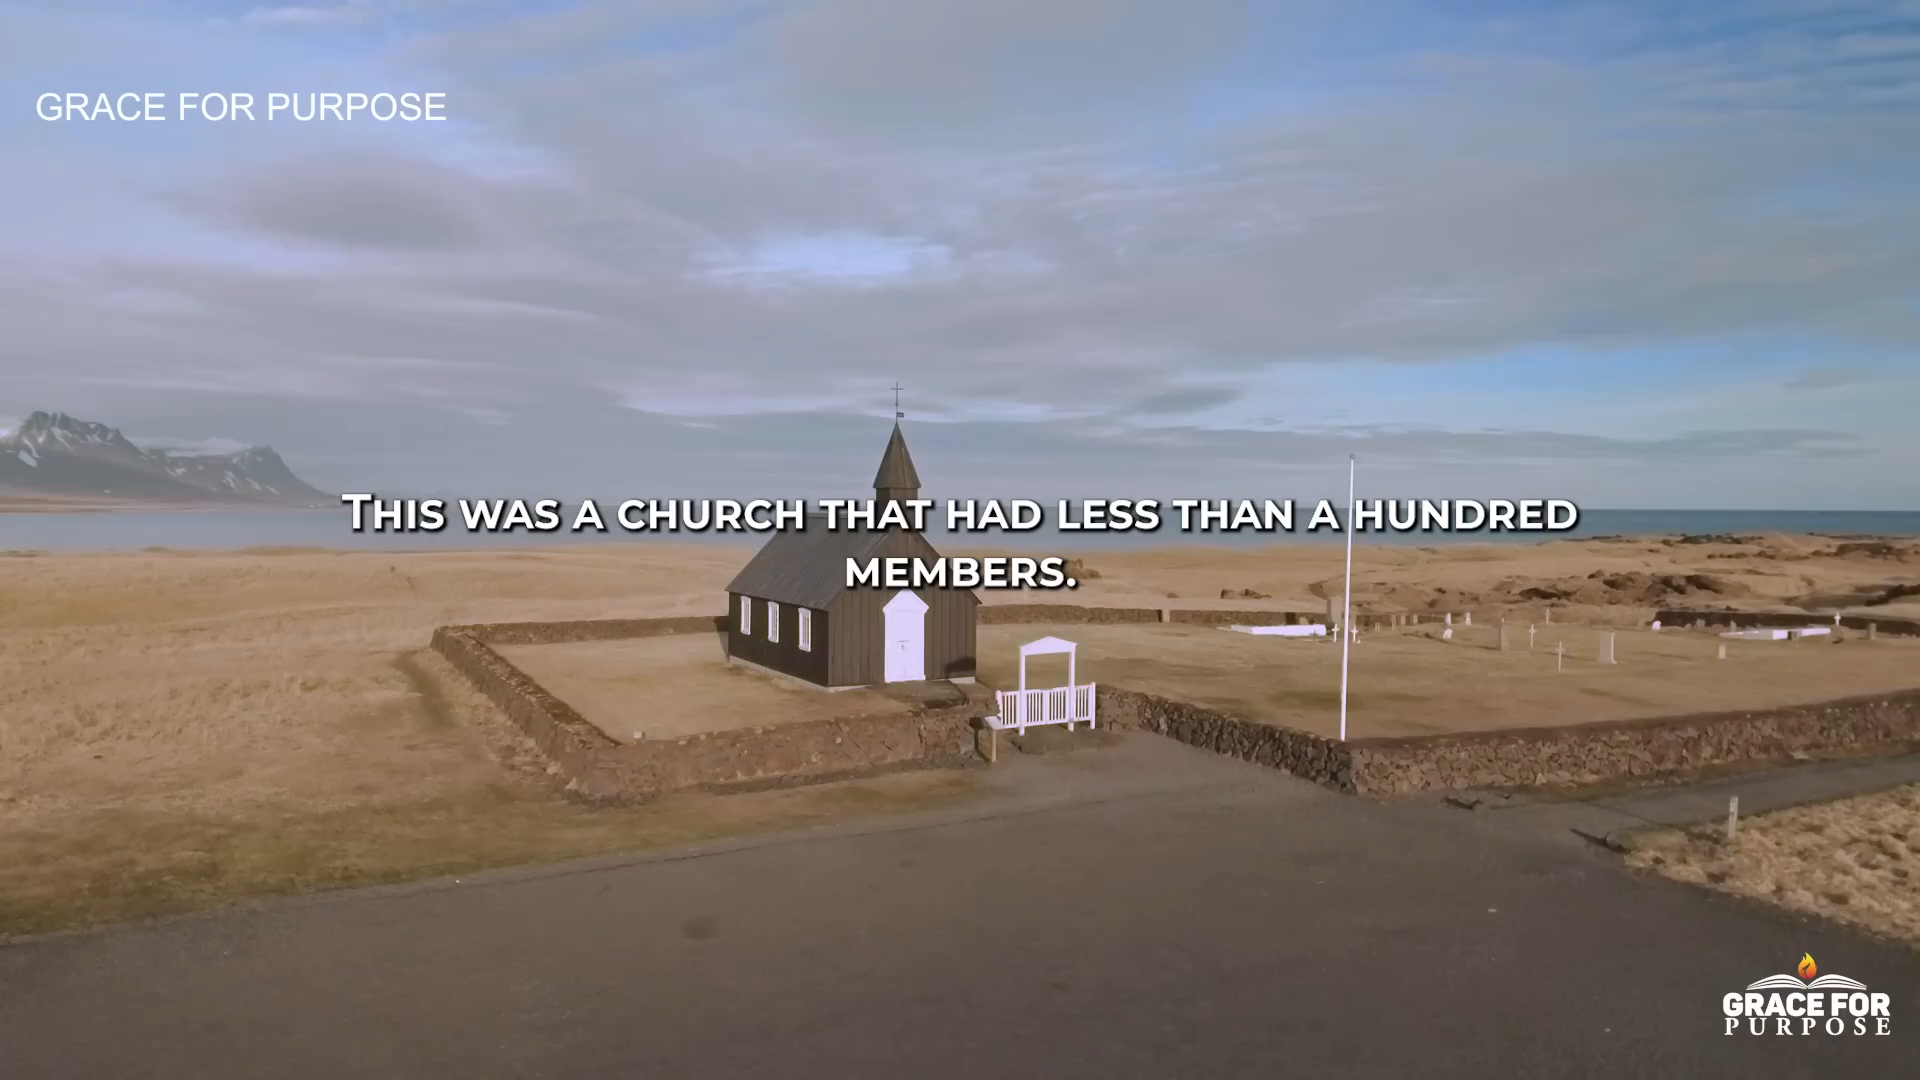 GRACE FOR PURPOSE
THIS WAS A CHURCH THAT HAD LESS THAN A HUNDRED
MEMBERS.
GRACE FOR
PURPOSE